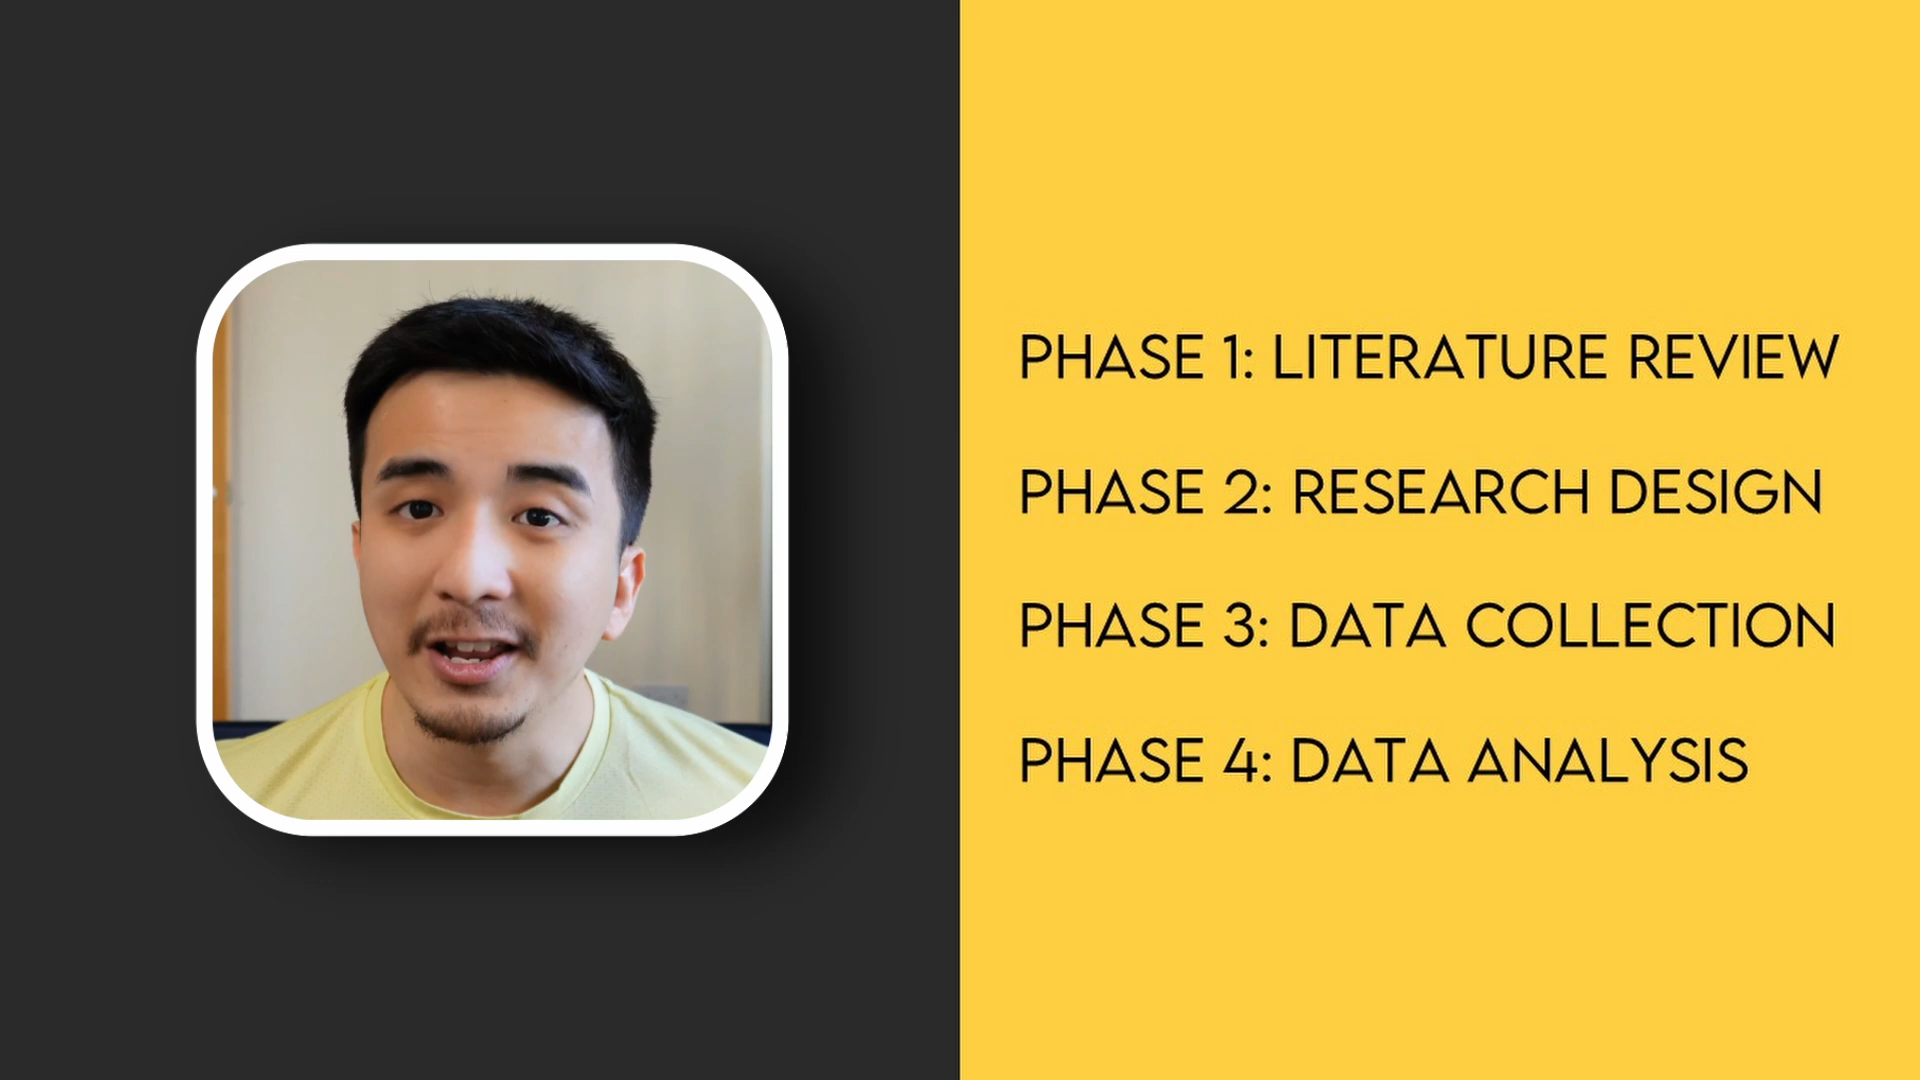 PHASE 1: LITERATURE REVIEW
PHASE 2: RESEARCH DESIGN
PHASE 3: DATA COLLECTION
PHASE 4: DATA ANALYSIS